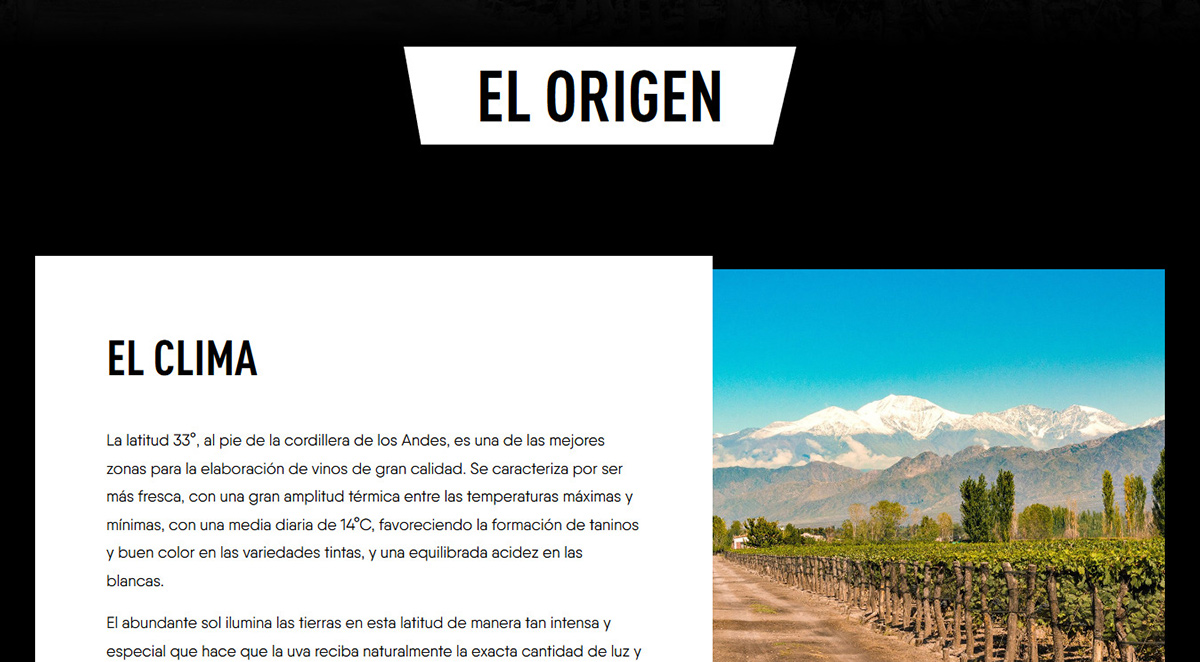 EL ORIGEN
EL CLIMA
La latitud 33°, al pie de la cordillera de los Andes, es una de las mejores
zonas para la elaboración de vinos de gran calidad. Se caracteriza por ser
más fresca, con una gran amplitud térmica entre las temperaturas máximas y
mínimas, con una media diaria de 14°C, favoreciendo la formación de taninos
y buen color en las variedades tintas, y una equilibrada acidez en las
blancas.
El abundante sol ilumina las tierras en esta latitud de manera tan intensa y
especial que hace que la uva reciba naturalmente la exacta cantidad de luz y